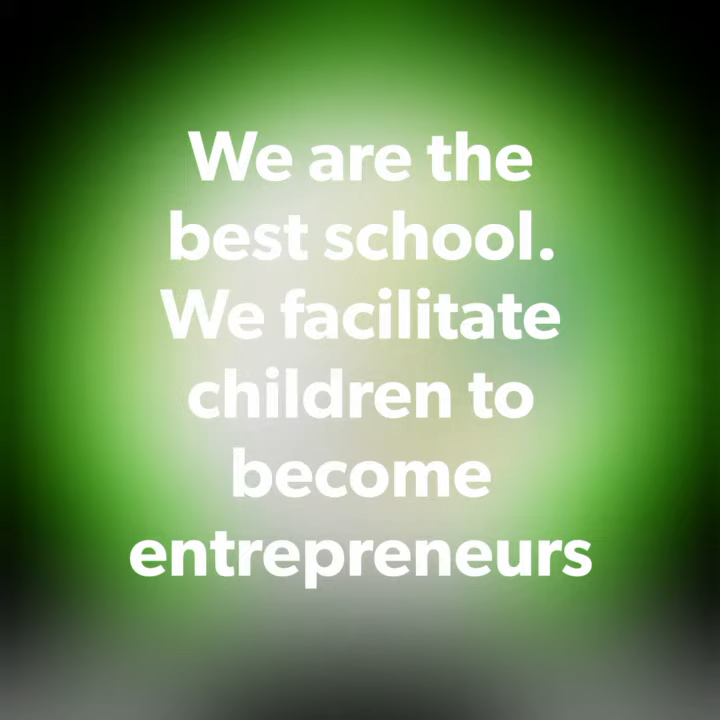 We are the
best school.
We facilitate
children to
become
entrepreneurs